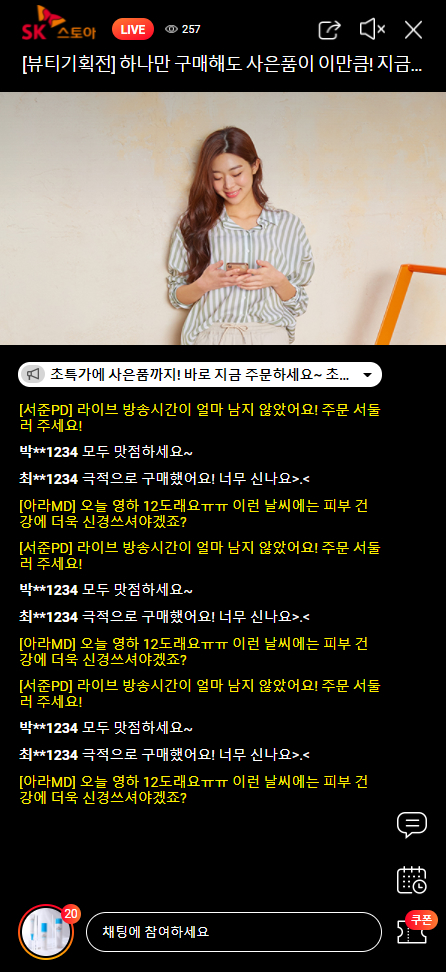 SK스토아
LIVE
257
[뷰티기획전] 하나만 구매해도 사은품이 이만큼! 지금...
초특가에 사은품까지! 바로 지금 주문하세요~ 초...
[서준PD] 라이브 방송시간이 얼마 남지 않았어요! 주문 서둘
러 주세요!
박**1234 모두 맛점하세요~
최**1234 극적으로 구매했어요! 너무 신나요>.<
[아라MD] 오늘 영하 12도래요ㅠㅠ 이런 날씨에는 피부 건
강에 더욱 신경쓰셔야겠죠?
[서준PD] 라이브 방송시간이 얼마 남지 않았어요! 주문 서둘
러 주세요!
박**1234 모두 맛점하세요~
최**1234 극적으로 구매했어요! 너무 신나요>.<
[아라MD] 오늘 영하 12도래요ㅠㅠ 이런 날씨에는 피부 건
강에 더욱 신경쓰셔야겠죠?
[서준PD] 라이브 방송시간이 얼마 남지 않았어요! 주문 서둘
러 주세요!
박**1234 모두 맛점하세요~
최**1234 극적으로 구매했어요! 너무 신나요>.<
[아라MD] 오늘 영하 12도래요ㅠㅠ 이런 날씨에는 피부 건
강에 더욱 신경쓰셔야겠죠?
20
채팅에 참여하세요
쿠폰